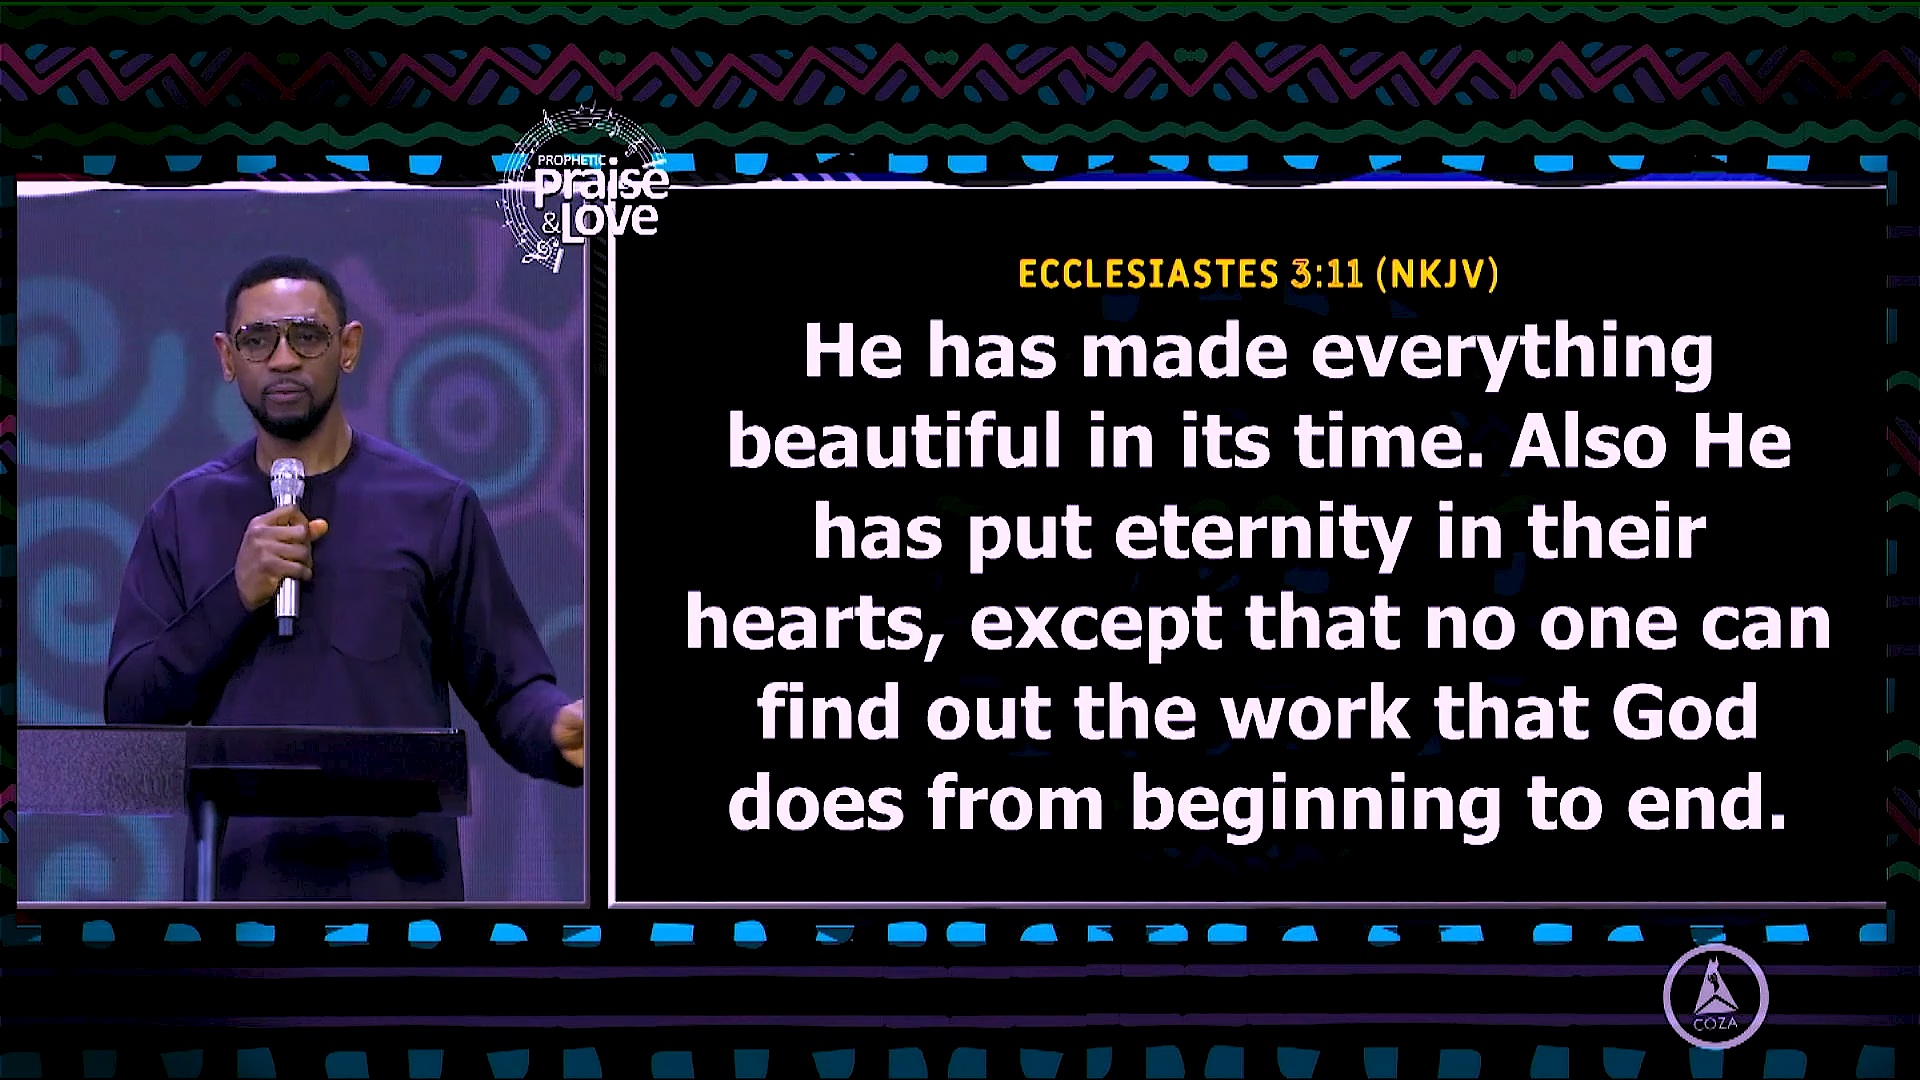 PROPHETIC
Praise
& Love
ECCLESIASTES 3:11 (NKJV)
He has made everything
beautiful in its time. Also He
has put eternity in their
hearts, except that no one can
find out the work that God
does from beginning to end.
COZA